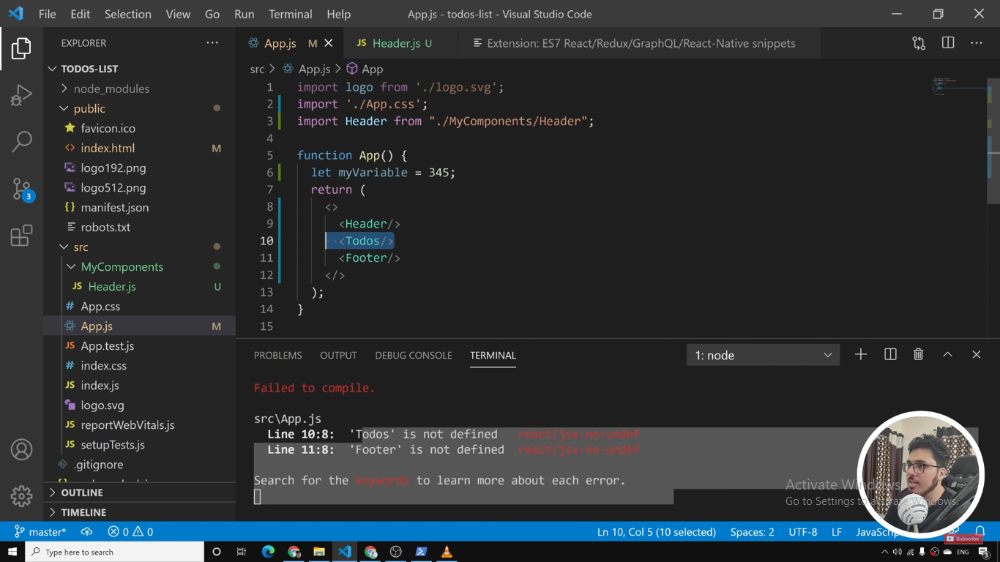 File Edit Selection View Go Run Terminal Help App.js - todos-list - Visual Studio Code
EXPLORER
TODOS-LIST
node_modules
public
favicon.ico
index.html M
logo192.png
logo512.png
manifest.json
robots.txt
src
MyComponents
JS Header.js U
# App.css
App.js M
JS App.test.js
# index.css
JS index.js
logo.svg
JS reportWebVitals.js
JS setupTests.js
.gitignore
OUTLINE
TIMELINE
3
App.js M JS Header.js U Extension: ES7 React/Redux/GraphQL/React-Native snippets
src > App.js > App
1 import logo from './logo.svg';
2 import './App.css';
3 import Header from "./MyComponents/Header";
4
5 function App() {
6 let myVariable = 345;
7 return (
8 <>
9 <Header/>
10 <Todos/>
11 <Footer/>
12 </>
13 );
14 }
15
PROBLEMS OUTPUT DEBUG CONSOLE TERMINAL 1: node
Failed to compile.
src\App.js
Line 10:8: 'Todos' is not defined react/jsx-no-undef
Line 11:8: 'Footer' is not defined react/jsx-no-undef
Search for the keywords to learn more about each error.
Activate Windows
Go to Settings to activate Windows.
master* 0 0 Ln 10, Col 5 (10 selected) Spaces: 2 UTF-8 LF
Subscribe
Type here to search ENG 3